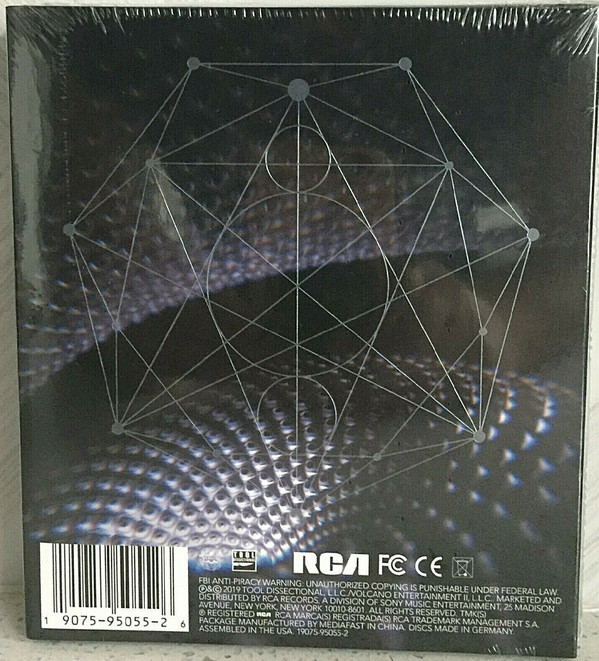 TOOL
RCA FC CE
FBI ANTI-PIRACY WARNING: UNAUTHORIZED COPYING IS PUNISHABLE UNDER FEDERAL LAW.
℗&© 2019 TOOL DISSECTIONAL, L.L.C./VOLCANO ENTERTAINMENT II, L.L.C. MARKETED AND
DISTRIBUTED BY RCA RECORDS, A DIVISION OF SONY MUSIC ENTERTAINMENT, 25 MADISON
AVENUE, NEW YORK, NEW YORK 10010-8601. ALL RIGHTS RESERVED. TMK(S)
® REGISTERED RCA MARCA(S) REGISTRADA(S) RCA TRADEMARK MANAGEMENT S.A.
PACKAGE MANUFACTURED BY MEDIAFAST IN CHINA. DISCS MADE IN GERMANY.
ASSEMBLED IN THE USA. 19075-95055-2
1 9075-95055-2 6